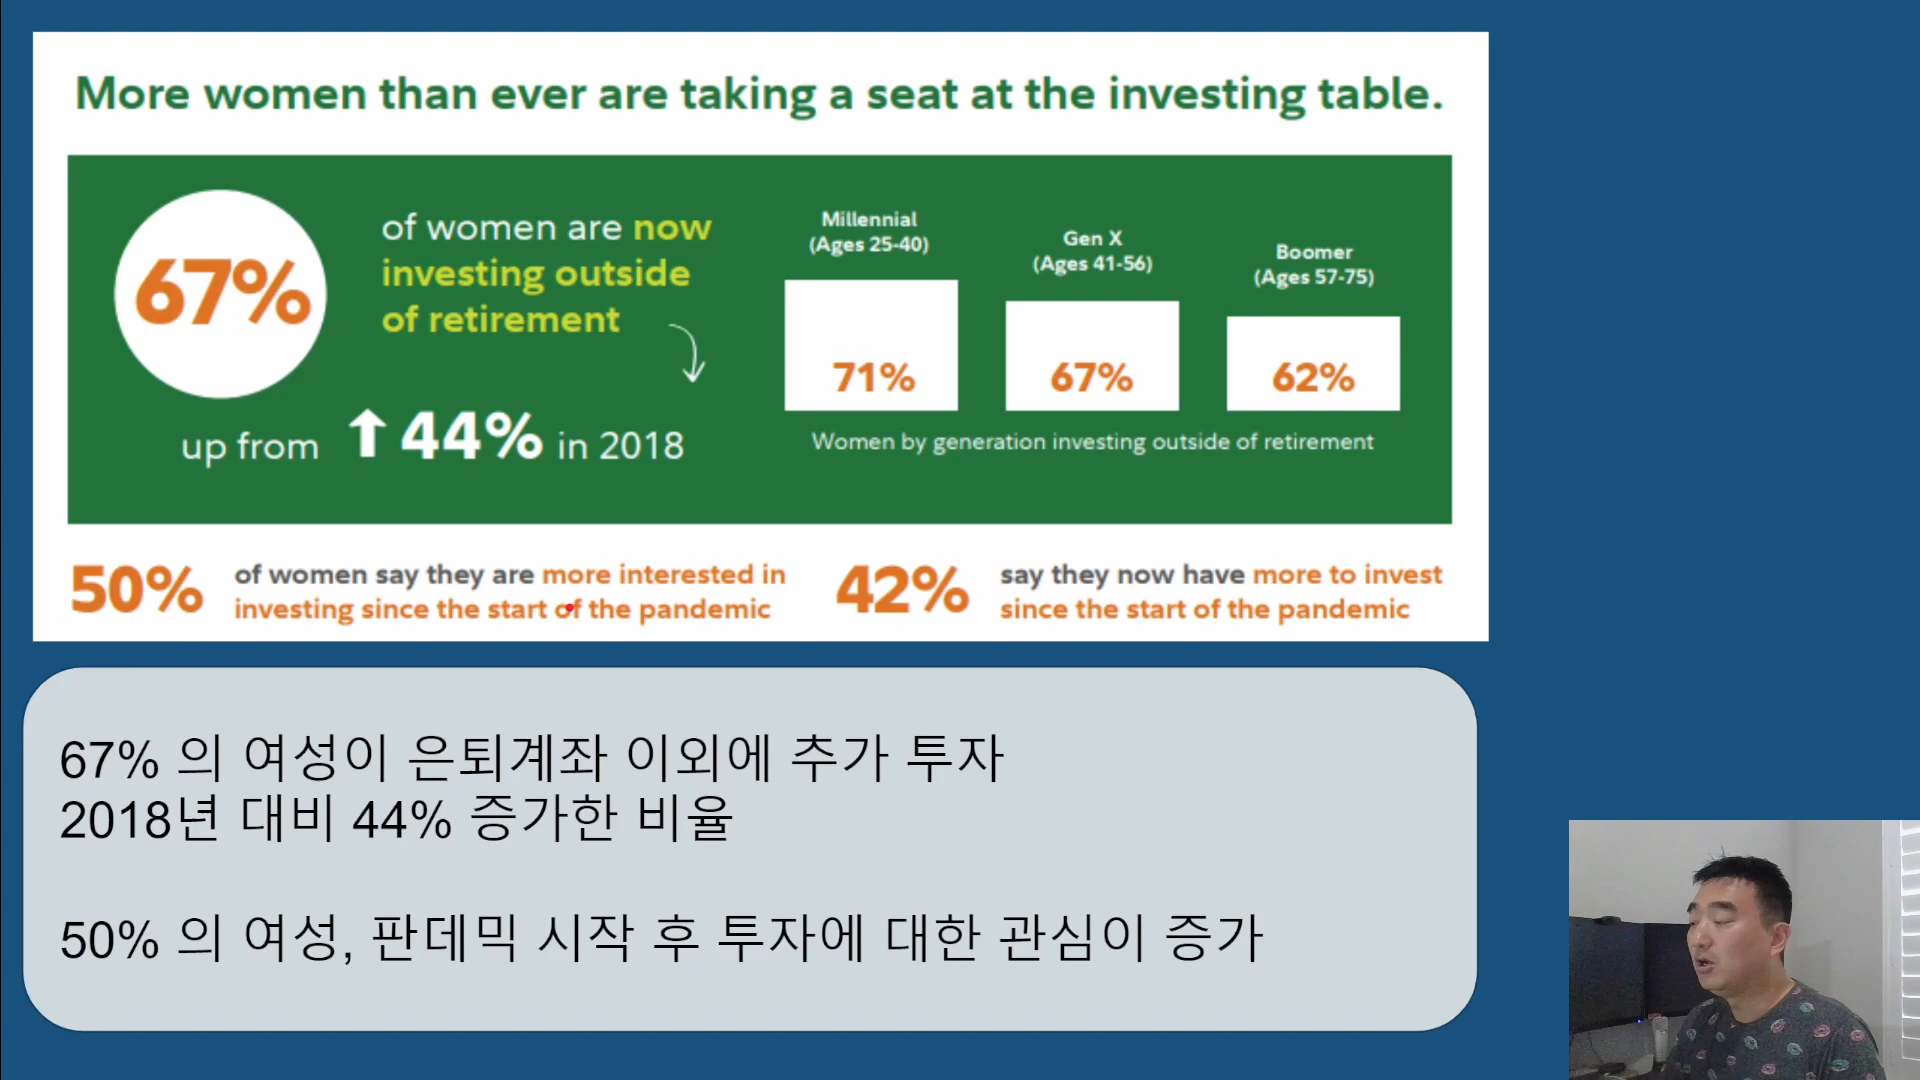 More women than ever are taking a seat at the investing table.
67%
of women are now
investing outside
of retirement
up from ↑ 44% in 2018
Millennial
(Ages 25-40)
71%
Gen X
(Ages 41-56)
67%
Boomer
(Ages 57-75)
62%
Women by generation investing outside of retirement
50%
of women say they are more interested in
investing since the start of the pandemic
42%
say they now have more to invest
since the start of the pandemic
67% 의 여성이 은퇴계좌 이외에 추가 투자
2018년 대비 44% 증가한 비율
50% 의 여성, 판데믹 시작 후 투자에 대한 관심이 증가